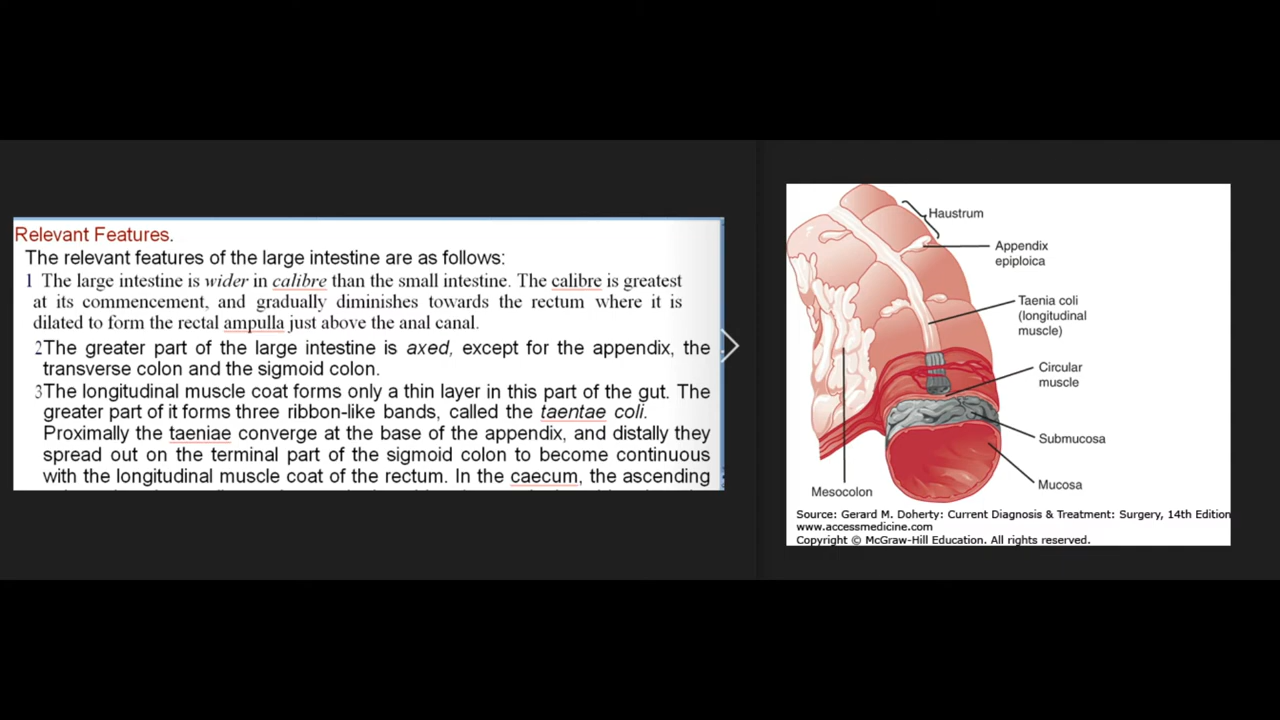 Relevant Features.
The relevant features of the large intestine are as follows:
1 The large intestine is wider in calibre than the small intestine. The calibre is greatest
at its commencement, and gradually diminishes towards the rectum where it is
dilated to form the rectal ampulla just above the anal canal.
2The greater part of the large intestine is axed, except for the appendix, the
transverse colon and the sigmoid colon.
3The longitudinal muscle coat forms only a thin layer in this part of the gut. The
greater part of it forms three ribbon-like bands, called the taentae coli.
Proximally the taeniae converge at the base of the appendix, and distally they
spread out on the terminal part of the sigmoid colon to become continuous
with the longitudinal muscle coat of the rectum. In the caecum, the ascending
Haustrum
Appendix
epiploica
Taenia coli
(longitudinal
muscle)
Circular
muscle
Submucosa
Mucosa
Mesocolon
Source: Gerard M. Doherty: Current Diagnosis & Treatment: Surgery, 14th Edition
www.accessmedicine.com
Copyright © McGraw-Hill Education. All rights reserved.